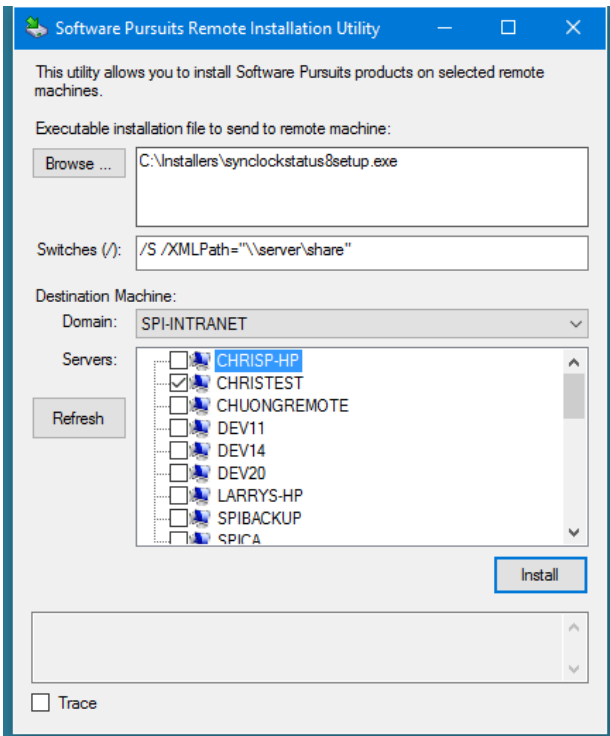 Software Pursuits Remote Installation Utility
This utility allows you to install Software Pursuits products on selected remote
machines.
Executable installation file to send to remote machine:
Browse ...
C:\Installers\synclockstatus8setup.exe
Switches (/):
/S /XMLPath="\\server\share"
Destination Machine:
Domain:
SPI-INTRANET
Servers:
CHRISP-HP
CHRISTEST
CHUONGREMOTE
Refresh
DEV11
DEV14
DEV20
LARRYS-HP
SPIBACKUP
SPICA
Install
Trace